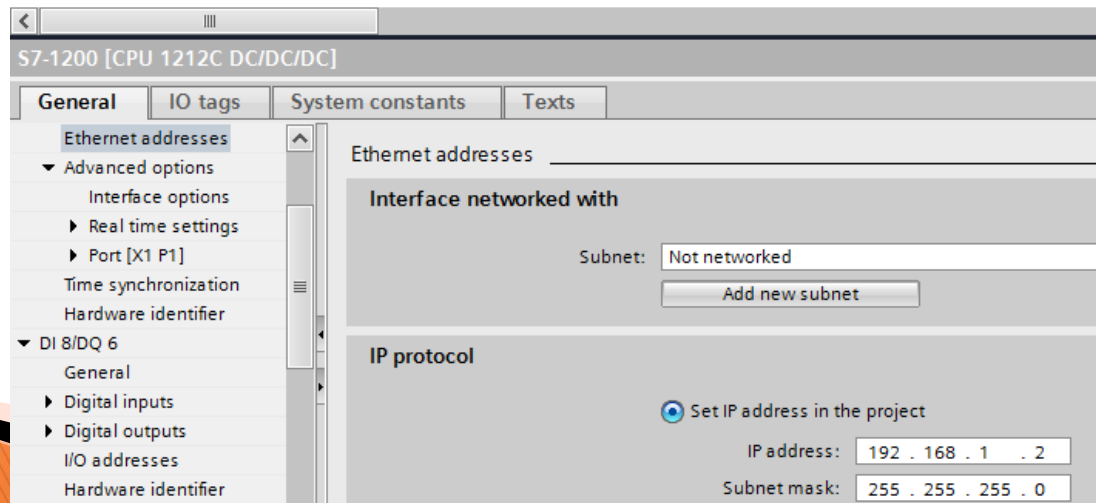 S7-1200 [CPU 1212C DC/DC/DC]
General IO tags System constants Texts
Ethernet addresses
Advanced options
Interface options
Real time settings
Port [X1 P1]
Time synchronization
Hardware identifier
DI 8/DQ 6
General
Digital inputs
Digital outputs
I/O addresses
Hardware identifier
Ethernet addresses
Interface networked with
Subnet: Not networked
Add new subnet
IP protocol
Set IP address in the project
IP address: 192 . 168 . 1 . 2
Subnet mask: 255 . 255 . 255 . 0